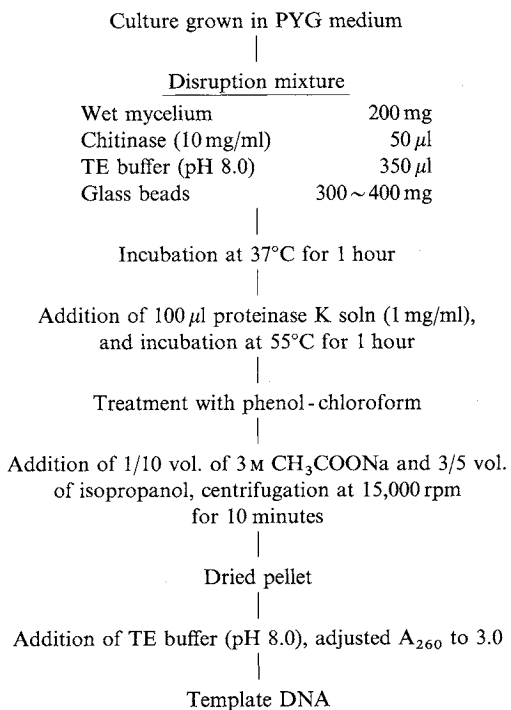 Culture grown in PYG medium
Disruption mixture
Wet mycelium 200 mg
Chitinase (10 mg/ml) 50 μl
TE buffer (pH 8.0) 350 μl
Glass beads 300~400 mg
Incubation at 37°C for 1 hour
Addition of 100 μl proteinase K soln (1 mg/ml),
and incubation at 55°C for 1 hour
Treatment with phenol-chloroform
Addition of 1/10 vol. of 3 M CH₃COONa and 3/5 vol.
of isopropanol, centrifugation at 15,000 rpm
for 10 minutes
Dried pellet
Addition of TE buffer (pH 8.0), adjusted A₂₆₀ to 3.0
Template DNA